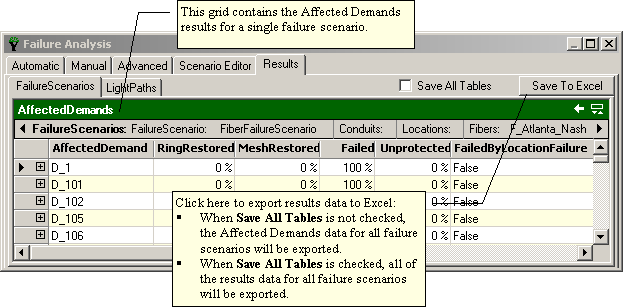 This grid contains the Affected Demands
results for a single failure scenario.
Failure Analysis
Automatic Manual Advanced Scenario Editor Results
FailureScenarios LightPaths Save All Tables Save To Excel
AffectedDemands
FailureScenarios: FailureScenario: FiberFailureScenario Conduits: Locations: Fibers: F_Atlanta_Nash
AffectedDemand RingRestored MeshRestored Failed Unprotected FailedByLocationFailure
D_1 0 % 0 % 100 % 0 % False
D_101 0 % 0 % 100 % 0 % False
D_102 0 % False
D_105 0 % False
D_106 0 % False
Click here to export results data to Excel:
▪ When Save All Tables is not checked,
the Affected Demands data for all failure
scenarios will be exported.
▪ When Save All Tables is checked, all of
the results data for all failure scenarios
will be exported.